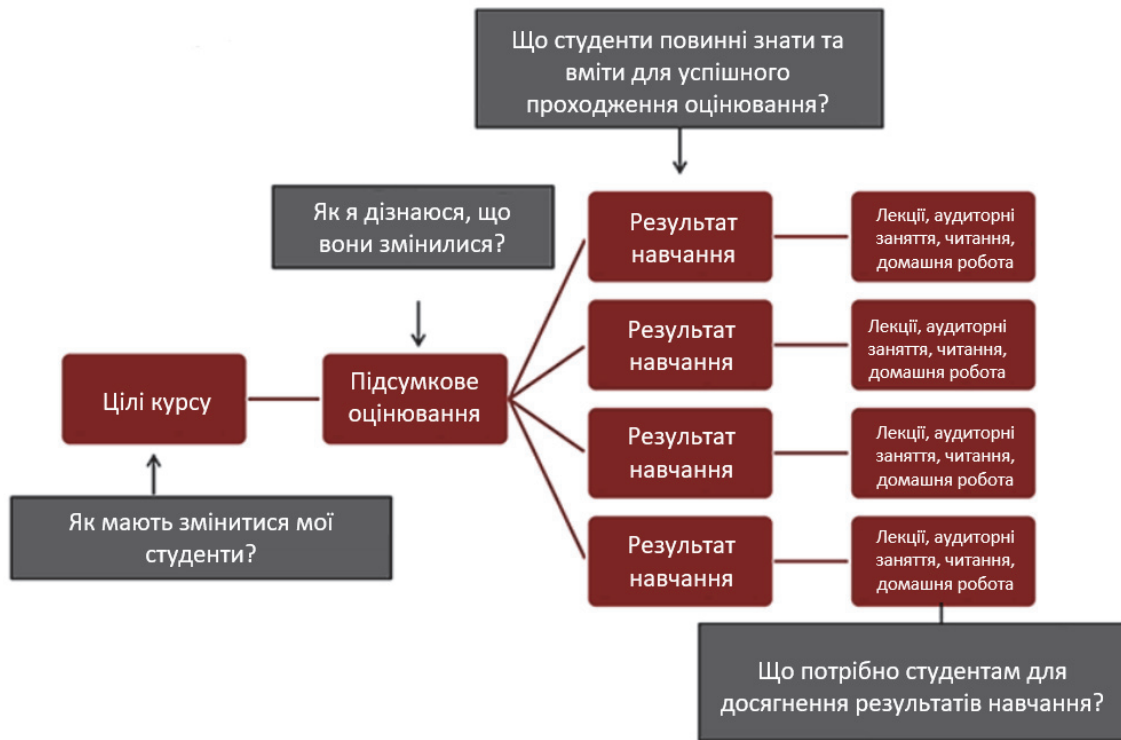 Що студенти повинні знати та
вміти для успішного
проходження оцінювання?
Як я дізнаюся, що
вони змінилися?
Результат
навчання
Лекції, аудиторні
заняття, читання,
домашня робота
Результат
навчання
Лекції, аудиторні
заняття, читання,
домашня робота
Цілі курсу
Підсумкове
оцінювання
Результат
навчання
Лекції, аудиторні
заняття, читання,
домашня робота
Як мають змінитися мої
студенти?
Результат
навчання
Лекції, аудиторні
заняття, читання,
домашня робота
Що потрібно студентам для
досягнення результатів навчання?